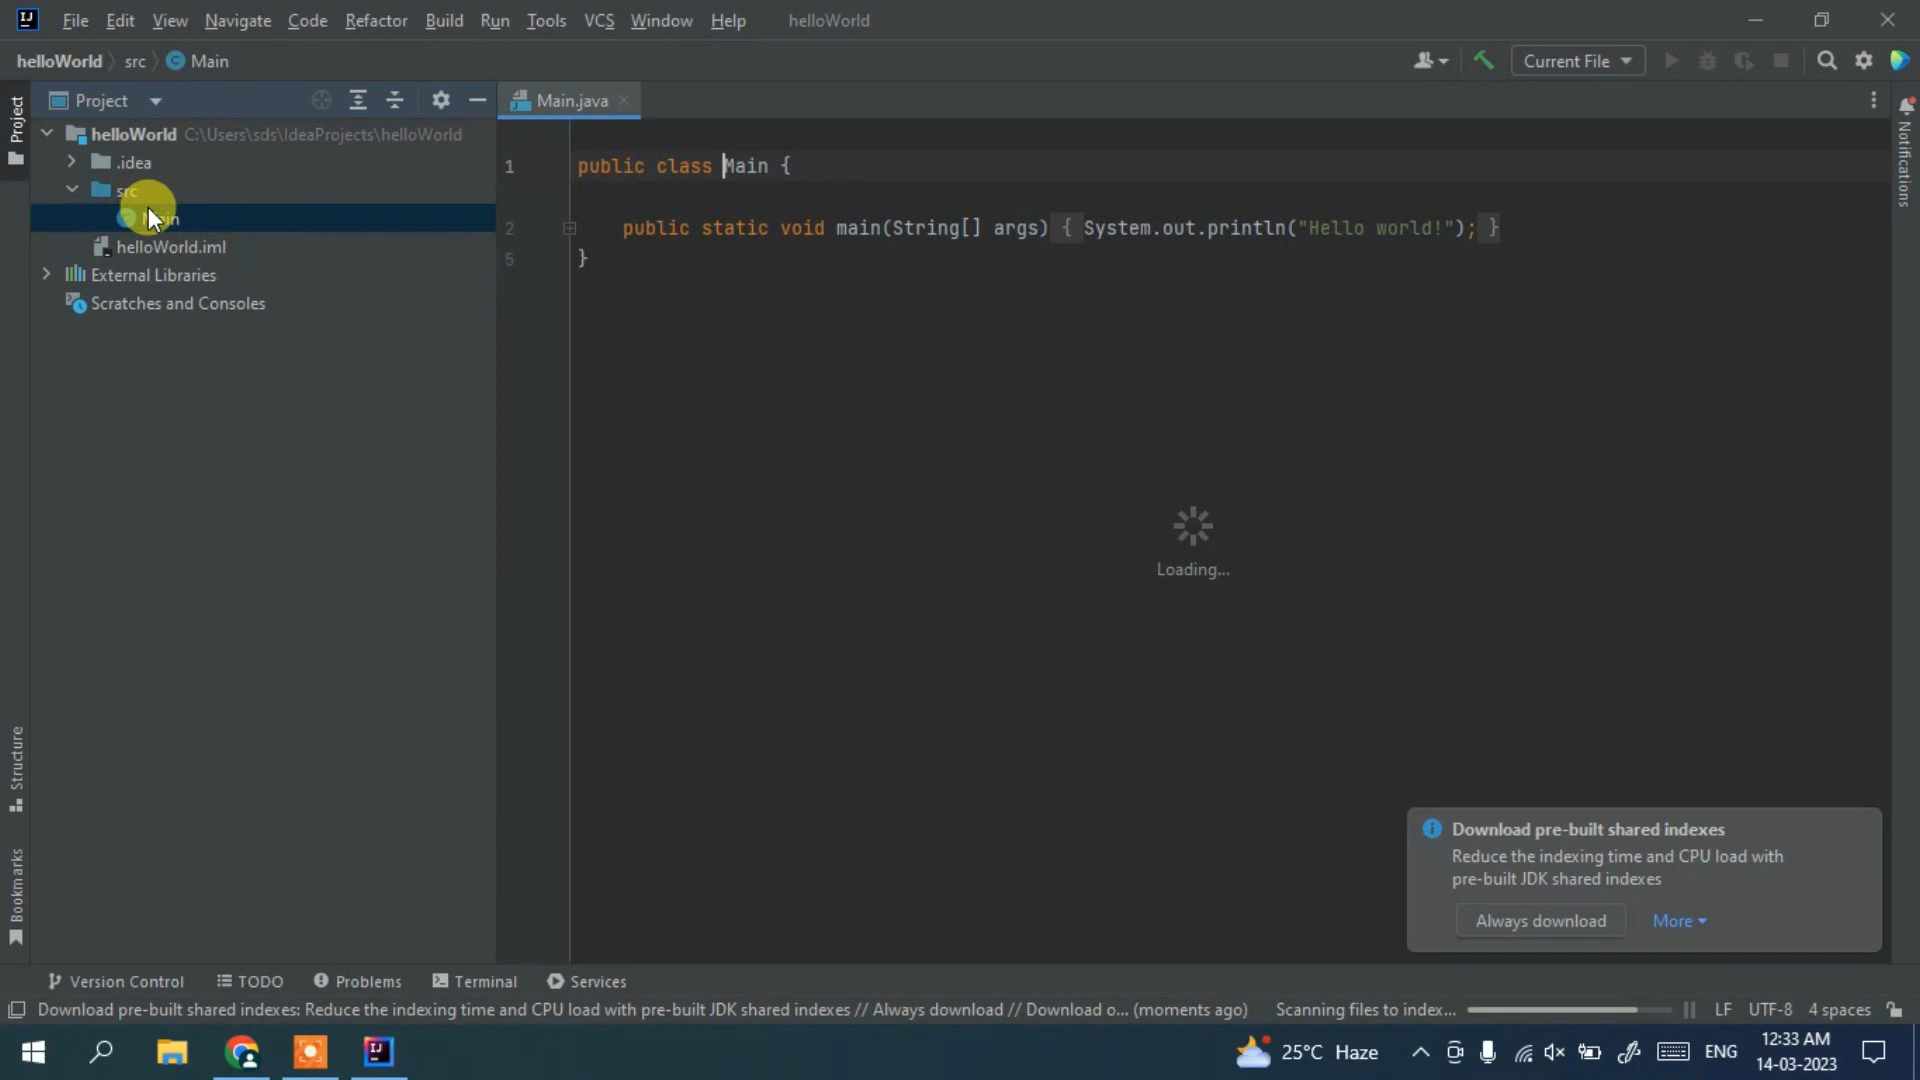 IJ File Edit View Navigate Code Refactor Build Run Tools VCS Window Help helloWorld
helloWorld src Main
Current File
Project
Project
Main.java
Notifications
helloWorld C:\Users\sds\IdeaProjects\helloWorld
.idea
src
Main
helloWorld.iml
External Libraries
Scratches and Consoles
1 public class Main {
2 public static void main(String[] args) { System.out.println("Hello world!"); }
5 }
Loading...
Structure
Bookmarks
Download pre-built shared indexes
Reduce the indexing time and CPU load with
pre-built JDK shared indexes
Always download More
Version Control TODO Problems Terminal Services
Download pre-built shared indexes: Reduce the indexing time and CPU load with pre-built JDK shared indexes // Always download // Download o... (moments ago) Scanning files to index... LF UTF-8 4 spaces
IJ
25°C Haze
ENG
12:33 AM
14-03-2023